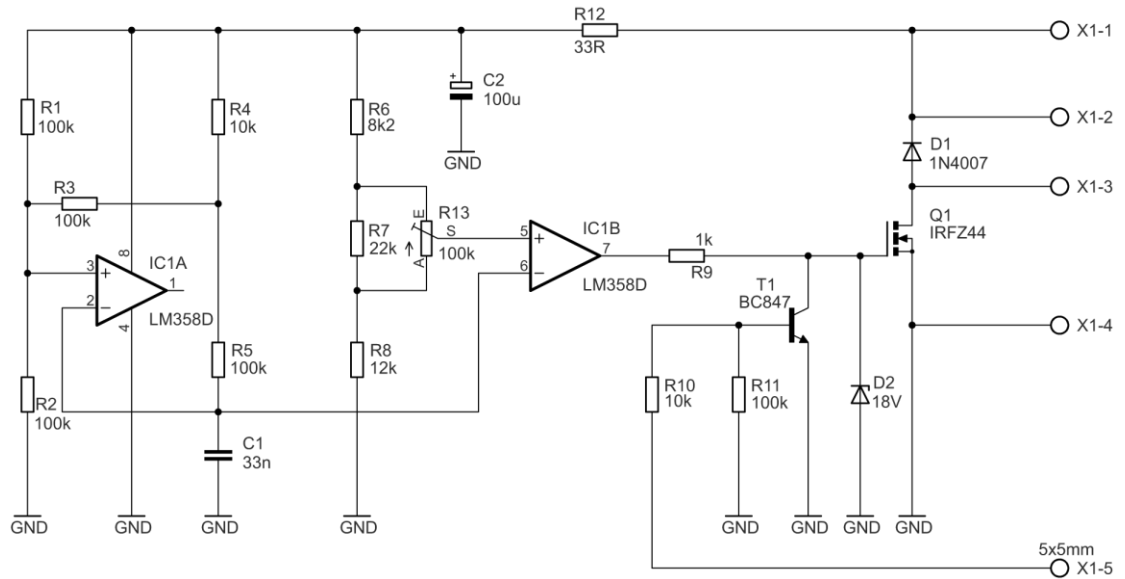 R12
33R
X1-1
C2
100u
+
GND
R1
100k
R4
10k
R6
8k2
X1-2
D1
1N4007
X1-3
R3
100k
R7
22k
E
S
A
R13
100k
IC1B
5
+
6
−
7
LM358D
1k
R9
Q1
IRFZ44
8
IC1A
3
+
2
−
1
4
LM358D
T1
BC847
X1-4
R5
100k
R8
12k
R2
100k
R10
10k
R11
100k
D2
18V
C1
33n
GND
GND
GND
GND
GND
GND
GND
GND
5x5mm
X1-5